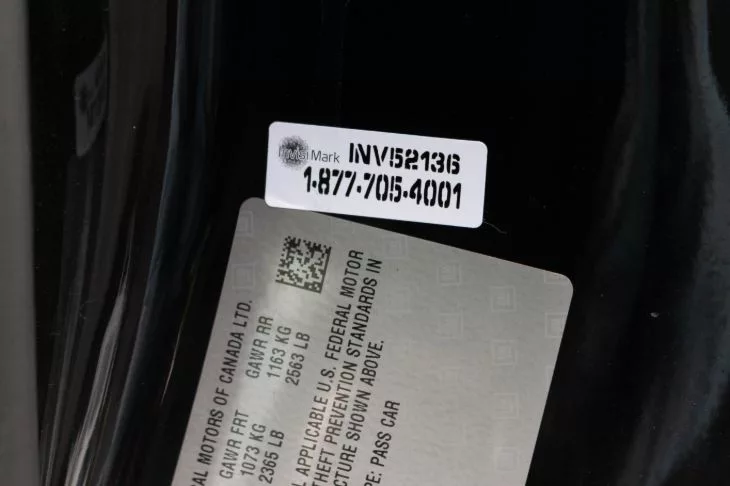 InvisiMark INV52136
1-877-705-4001
AL MOTORS OF CANADA LTD.
GAWR FRT GAWR RR
1073 KG 1163 KG
2365 LB 2563 LB
L APPLICABLE U.S. FEDERAL MOTOR
THEFT PREVENTION STANDARDS IN
CTURE SHOWN ABOVE.
PE: PASS CAR